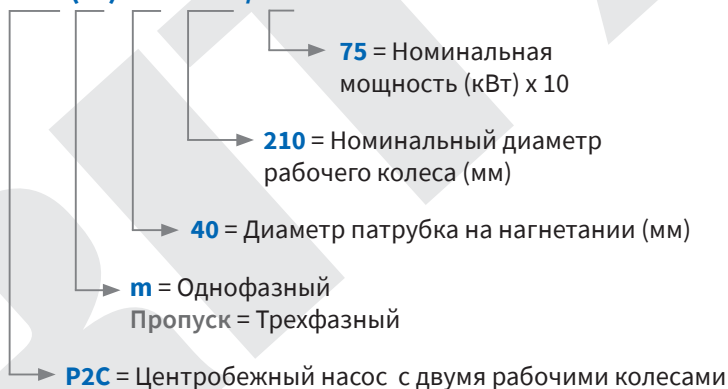 75 = Номинальная
мощность (кВт) x 10
210 = Номинальный диаметр
рабочего колеса (мм)
40 = Диаметр патрубка на нагнетании (мм)
m = Однофазный
Пропуск = Трехфазный
P2C = Центробежный насос с двумя рабочими колесами